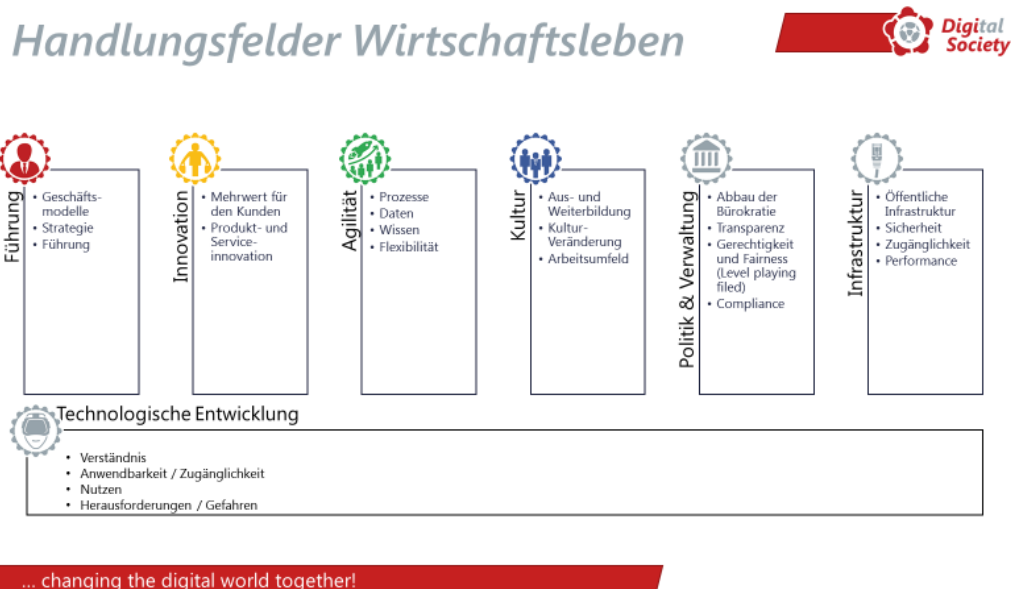 Handlungsfelder Wirtschaftsleben
Digital
Society
Führung
• Geschäfts-
modelle
• Strategie
• Führung
Innovation
• Mehrwert für
den Kunden
• Produkt- und
Service-
innovation
Agilität
• Prozesse
• Daten
• Wissen
• Flexibilität
Kultur
• Aus- und
Weiterbildung
• Kultur-
Veränderung
• Arbeitsumfeld
Politik & Verwaltung
• Abbau der
Bürokratie
• Transparenz
• Gerechtigkeit
und Fairness
(Level playing
filed)
• Compliance
Infrastruktur
• Öffentliche
Infrastruktur
• Sicherheit
• Zugänglichkeit
• Performance
Technologische Entwicklung
• Verständnis
• Anwendbarkeit / Zugänglichkeit
• Nutzen
• Herausforderungen / Gefahren
... changing the digital world together!